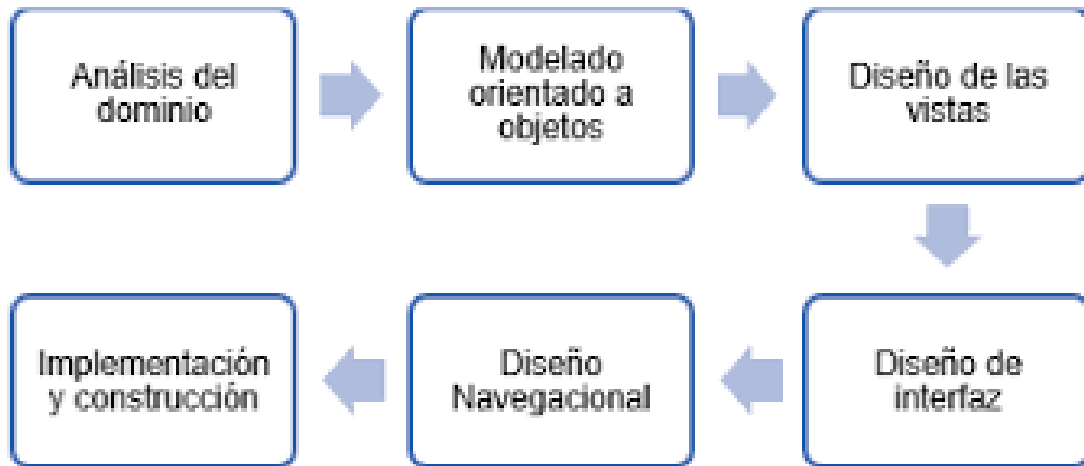 Análisis del
dominio
Modelado
orientado a
objetos
Diseño de las
vistas
Diseño de
interfaz
Diseño
Navegacional
Implementación
y construcción